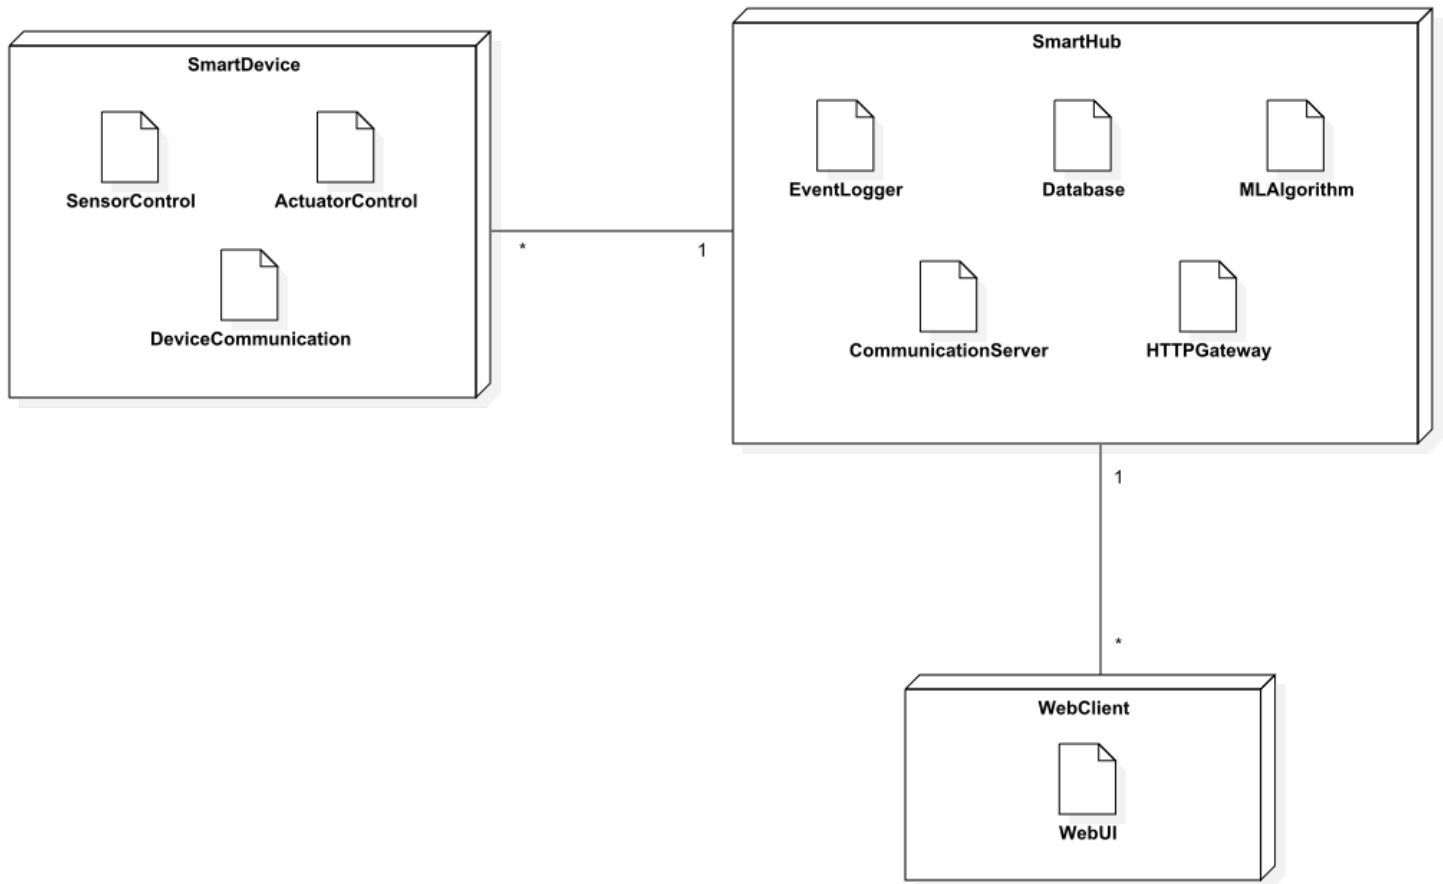 SmartDevice
SensorControl
ActuatorControl
DeviceCommunication
*
1
SmartHub
EventLogger
Database
MLAlgorithm
CommunicationServer
HTTPGateway
1
*
WebClient
WebUI